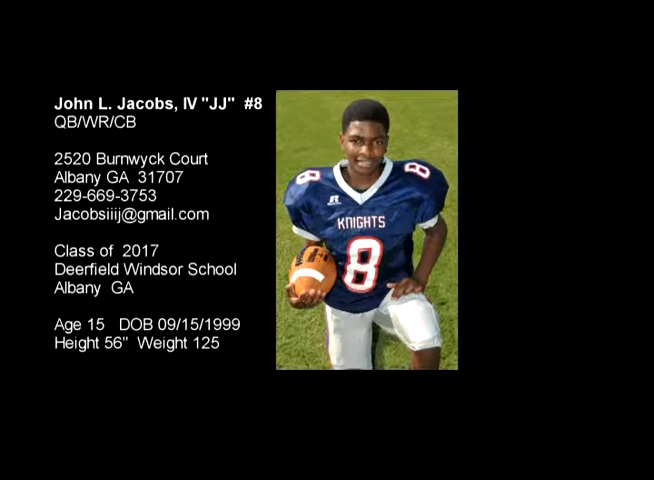 John L. Jacobs, IV "JJ"  #8
QB/WR/CB
2520 Burnwyck Court
Albany GA  31707
229-669-3753
Jacobsiiij@gmail.com
Class of  2017
Deerfield Windsor School
Albany  GA
Age 15   DOB 09/15/1999
Height 56"  Weight 125
8 8
R
KNIGHTS
8